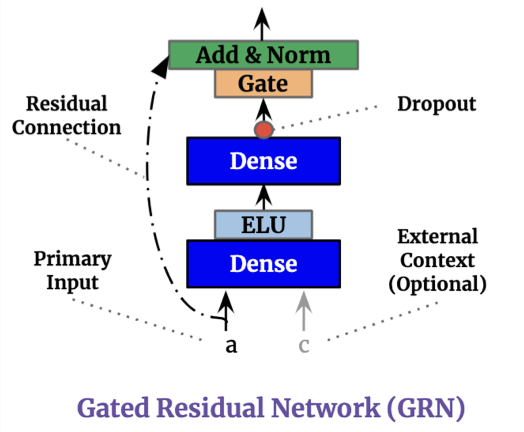 Add & Norm
Gate
Residual
Connection
Dropout
Dense
ELU
Dense
External
Context
(Optional)
Primary
Input
a
c
Gated Residual Network (GRN)